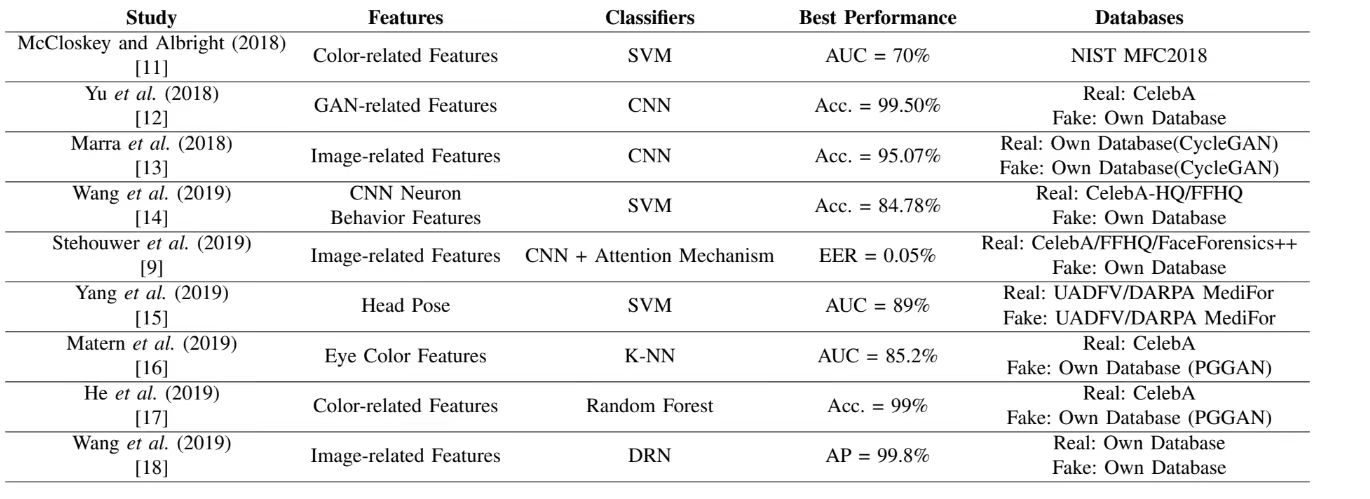 Study Features Classifiers Best Performance Databases
McCloskey and Albright (2018)
[11] Color-related Features SVM AUC = 70% NIST MFC2018
Yu et al. (2018) Real: CelebA
[12] GAN-related Features CNN Acc. = 99.50% Fake: Own Database
Marra et al. (2018) Real: Own Database(CycleGAN)
[13] Image-related Features CNN Acc. = 95.07% Fake: Own Database(CycleGAN)
Wang et al. (2019) CNN Neuron Real: CelebA-HQ/FFHQ
[14] Behavior Features SVM Acc. = 84.78% Fake: Own Database
Stehouwer et al. (2019) Real: CelebA/FFHQ/FaceForensics++
[9] Image-related Features CNN + Attention Mechanism EER = 0.05% Fake: Own Database
Yang et al. (2019) Real: UADFV/DARPA MediFor
[15] Head Pose SVM AUC = 89% Fake: UADFV/DARPA MediFor
Matern et al. (2019) Real: CelebA
[16] Eye Color Features K-NN AUC = 85.2% Fake: Own Database (PGGAN)
He et al. (2019) Real: CelebA
[17] Color-related Features Random Forest Acc. = 99% Fake: Own Database (PGGAN)
Wang et al. (2019) Real: Own Database
[18] Image-related Features DRN AP = 99.8% Fake: Own Database